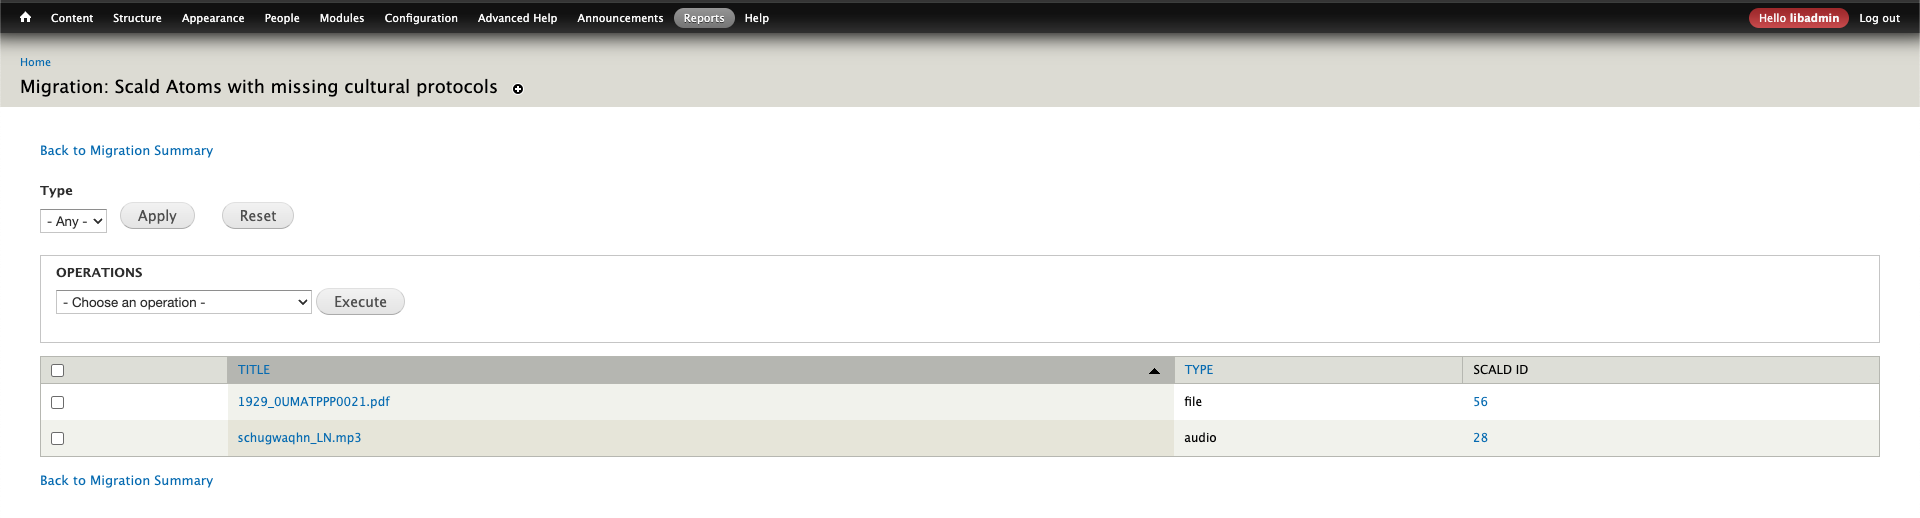 Content Structure Appearance People Modules Configuration Advanced Help Announcements Reports Help Hello libadmin Log out
Home
Migration: Scald Atoms with missing cultural protocols
Back to Migration Summary
Type
- Any - Apply Reset
OPERATIONS
- Choose an operation - Execute
TITLE TYPE SCALD ID
1929_0UMATPPP0021.pdf file 56
schugwaqhn_LN.mp3 audio 28
Back to Migration Summary